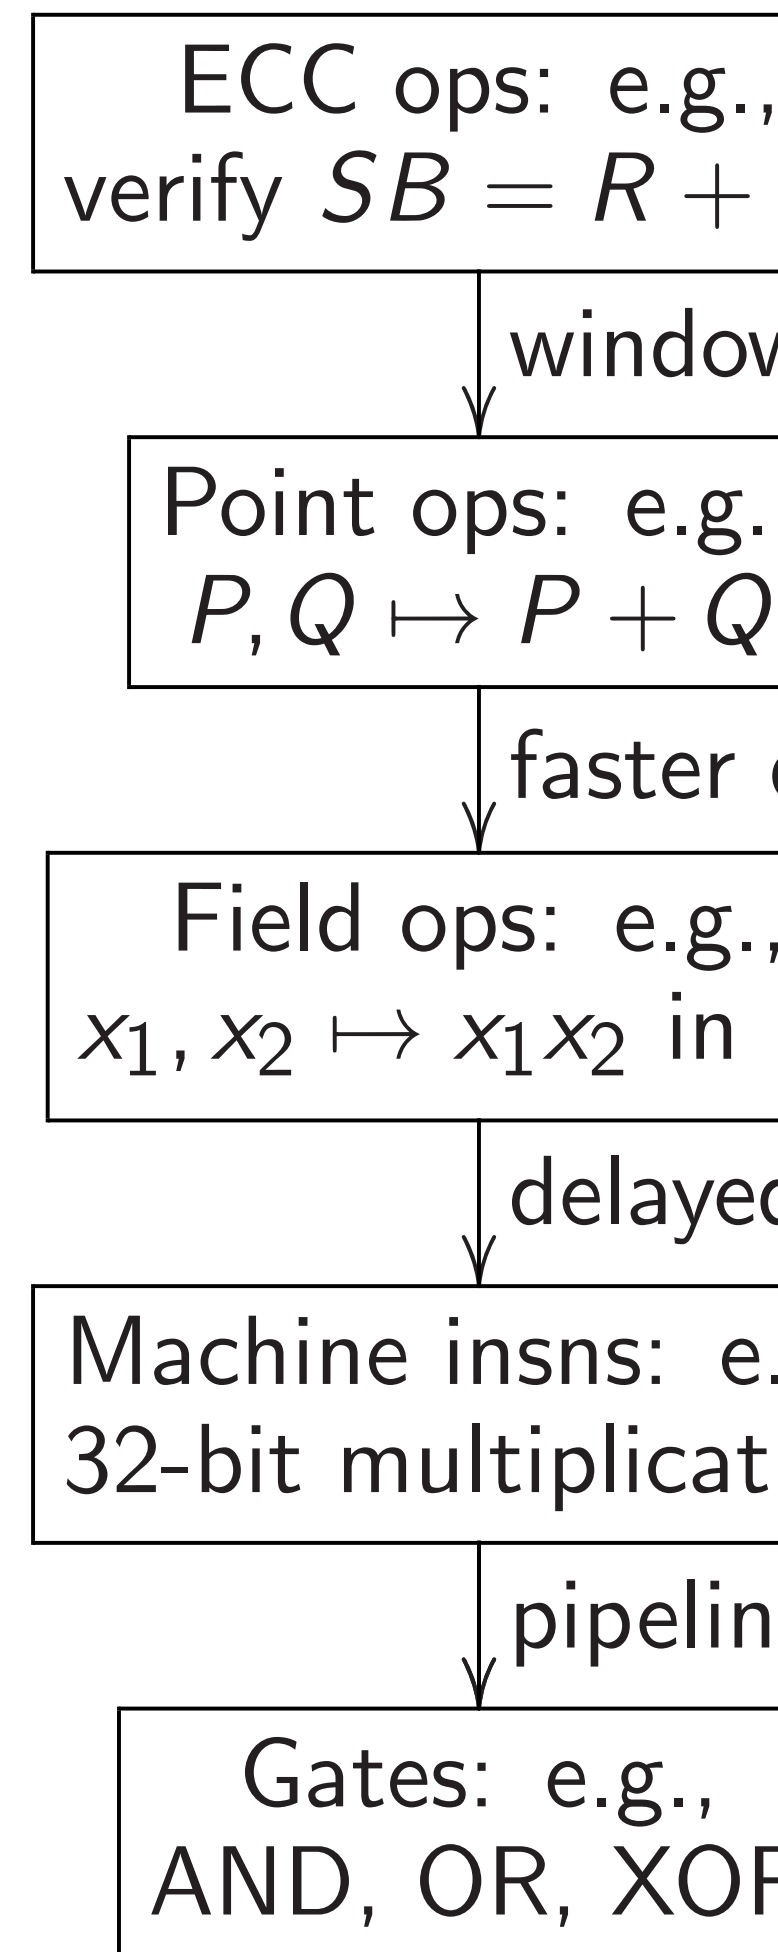 ECC ops: e.g.,
verify SB = R +
window
Point ops: e.g.
P, Q ↦ P + Q
faster
Field ops: e.g.,
x₁, x₂ ↦ x₁x₂ in
delayed
Machine insns: e.
32-bit multiplicat
pipelin
Gates: e.g.,
AND, OR, XOR